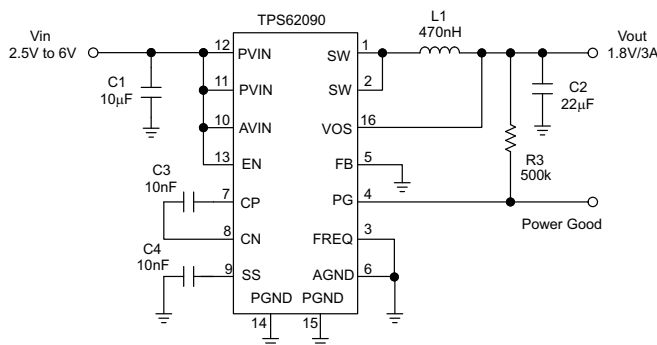 TPS62090
Vin
2.5V to 6V
C1
10μF
12
PVIN
11
PVIN
10
AVIN
13
EN
C3
10nF
7
CP
8
CN
C4
10nF
9
SS
PGND PGND
14
15
SW
1
SW
2
VOS
16
FB
5
PG
4
FREQ
3
AGND
6
L1
470nH
Vout
1.8V/3A
C2
22μF
R3
500k
Power Good